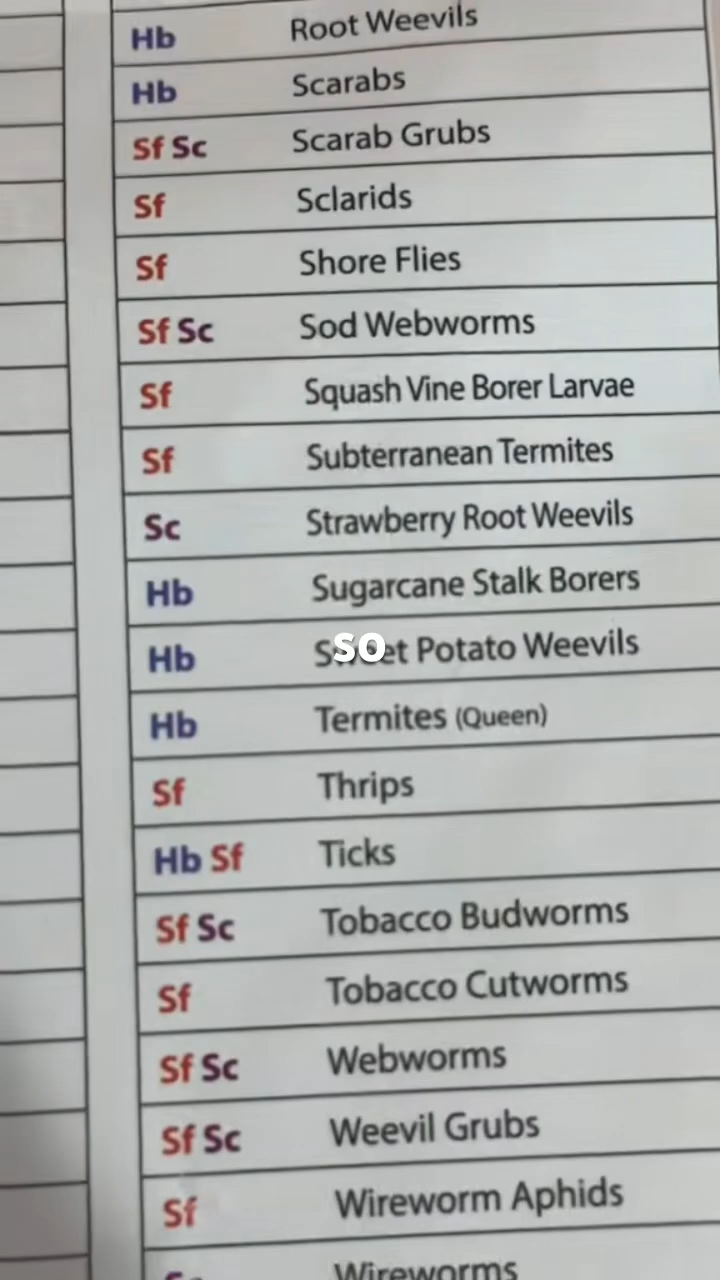 Hb Root Weevils
Hb Scarabs
Sf Sc Scarab Grubs
Sf Sclarids
Sf Shore Flies
Sf Sc Sod Webworms
Sf Squash Vine Borer Larvae
Sf Subterranean Termites
Sc Strawberry Root Weevils
Hb Sugarcane Stalk Borers
Hb Sweet Potato Weevils
so
Hb Termites (Queen)
Sf Thrips
Hb Sf Ticks
Sf Sc Tobacco Budworms
Sf Tobacco Cutworms
Sf Sc Webworms
Sf Sc Weevil Grubs
Sf Wireworm Aphids
Wireworms